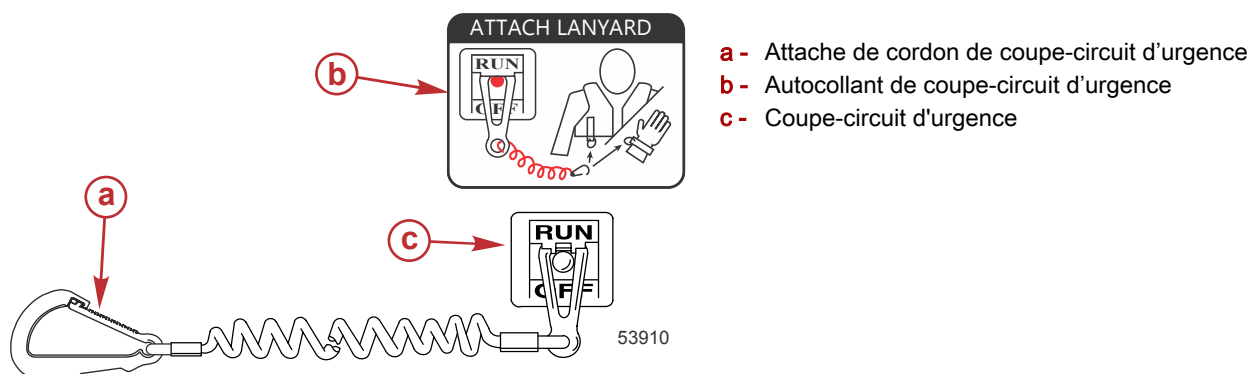 ATTACH LANYARD
RUN
OFF
b
a - Attache de cordon de coupe-circuit d’urgence
b - Autocollant de coupe-circuit d’urgence
c - Coupe-circuit d'urgence
a
c
RUN
OFF
53910